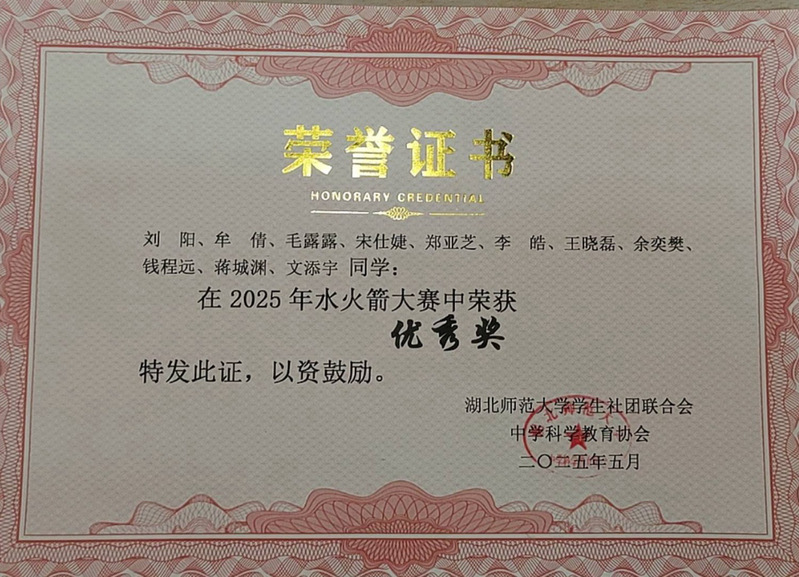 荣誉证书
HONORARY CREDENTIAL
刘　阳、牟　倩、毛露露、宋仕婕、郑亚芝、李　皓、王晓磊、余奕樊、
钱程远、蒋城渊、文添宇 同学：
在 2025 年水火箭大赛中荣获
优秀奖
特发此证，以资鼓励。
湖北师范大学学生社团联合会
中学科学教育协会
二〇二五年五月